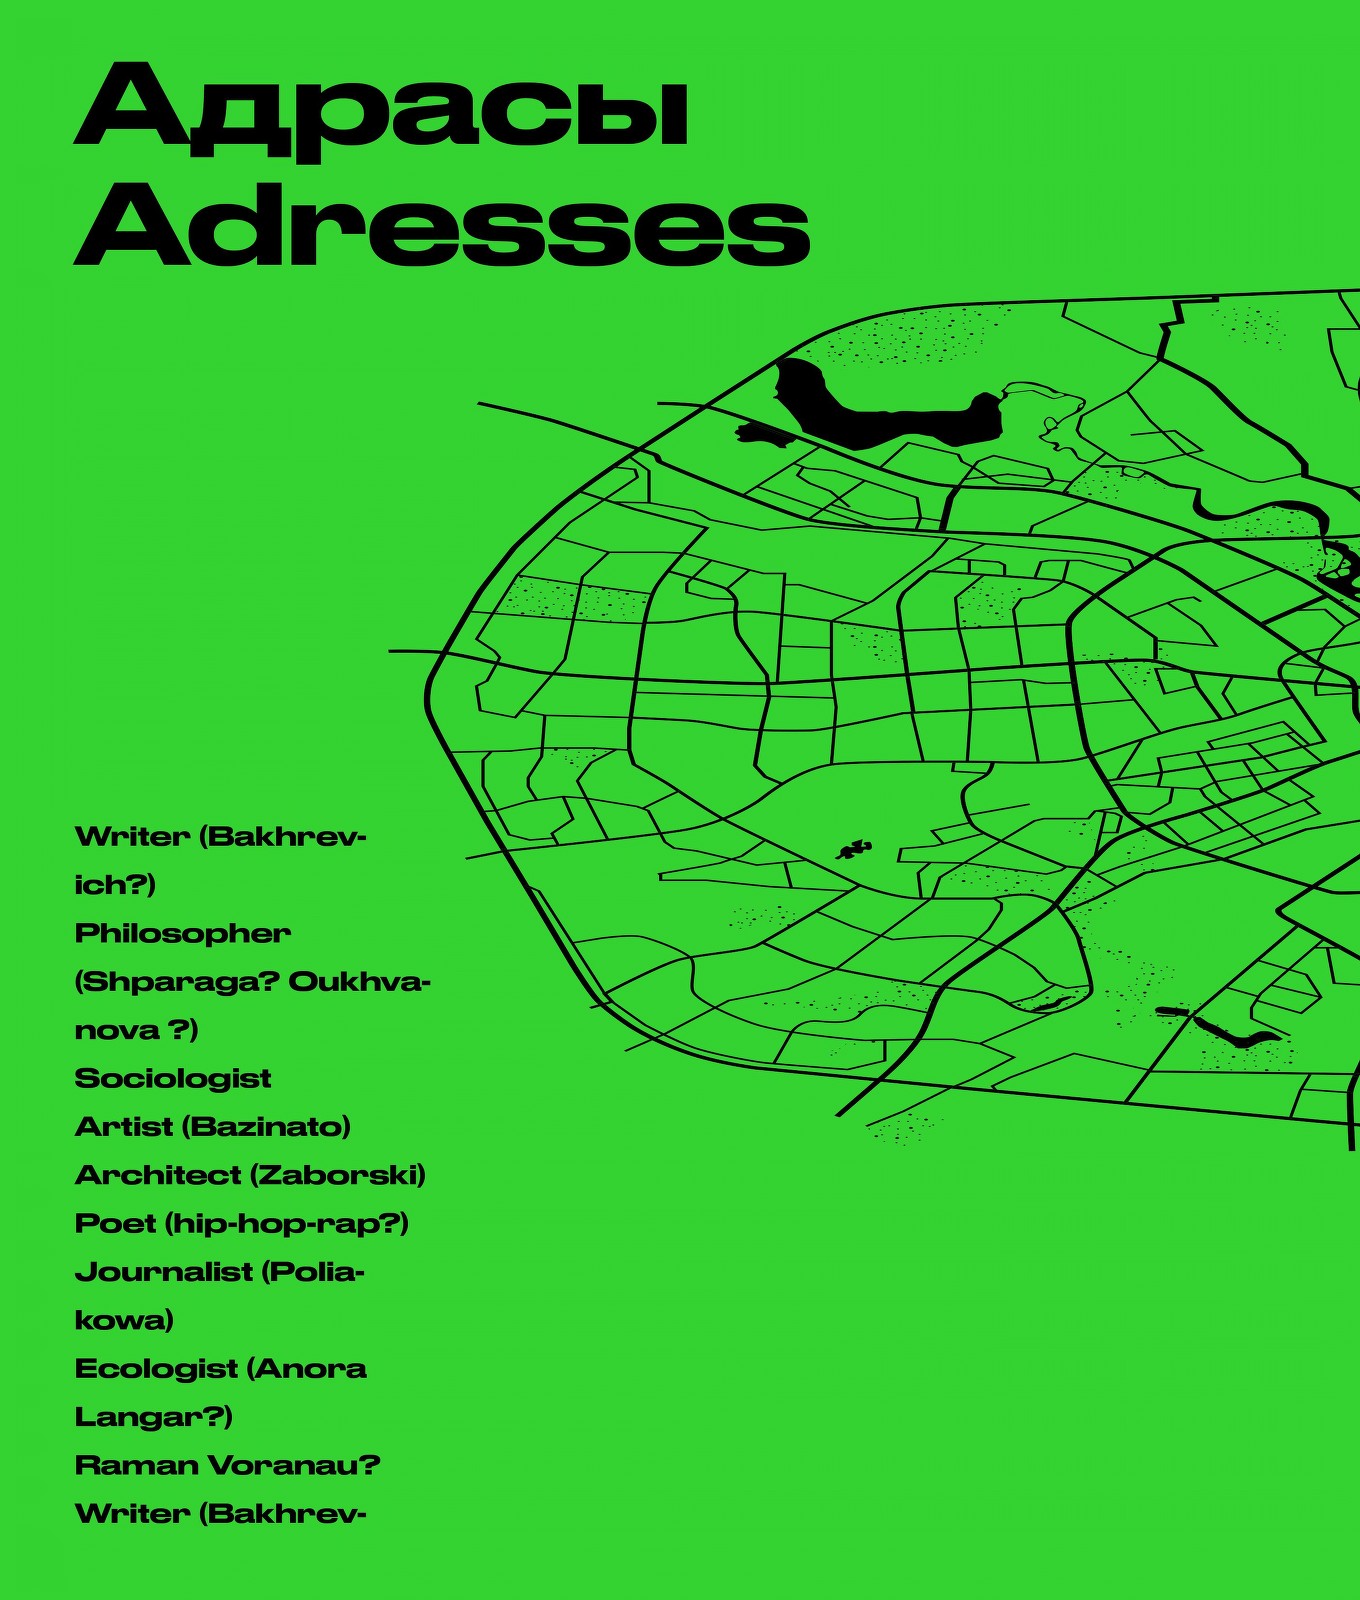 Адрасы
Adresses
Writer (Bakhrev-
ich?)
Philosopher
(Shparaga? Oukhva-
nova ?)
Sociologist
Artist (Bazinato)
Architect (Zaborski)
Poet (hip-hop-rap?)
Journalist (Polia-
kowa)
Ecologist (Anora
Langar?)
Raman Voranau?
Writer (Bakhrev-